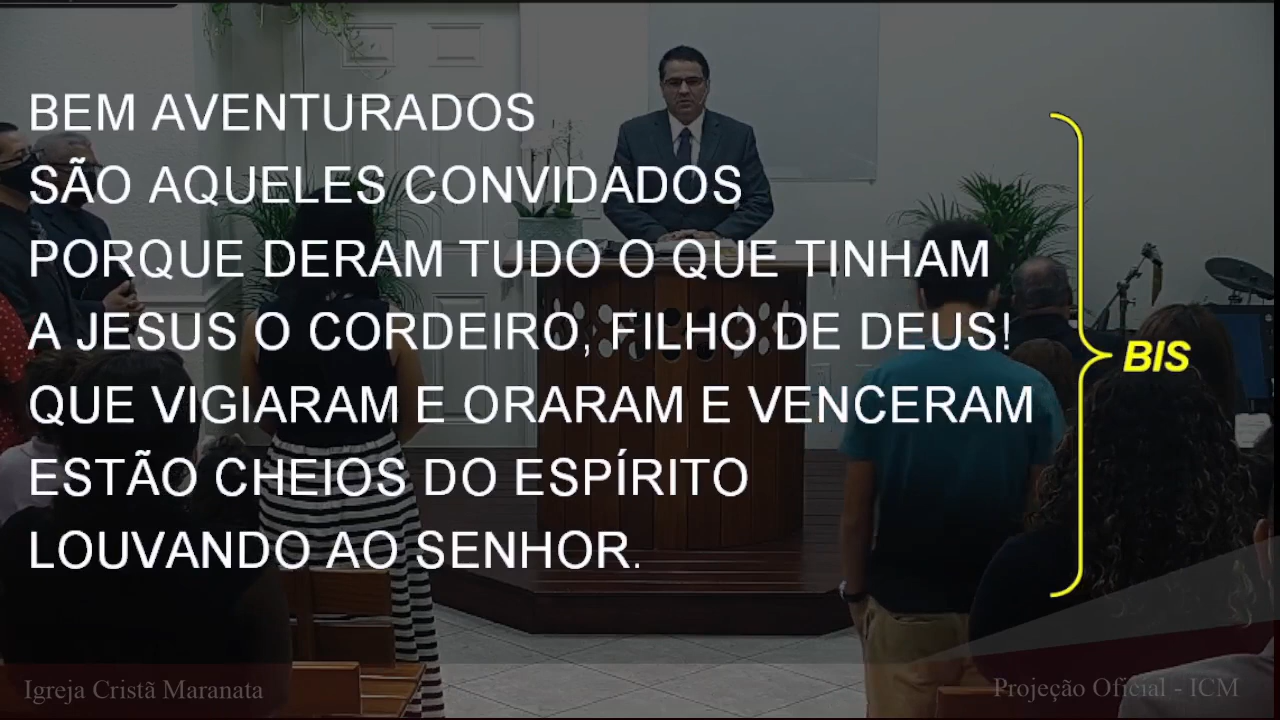 BEM AVENTURADOS
SÃO AQUELES CONVIDADOS
PORQUE DERAM TUDO O QUE TINHAM
A JESUS O CORDEIRO, FILHO DE DEUS!
QUE VIGIARAM E ORARAM E VENCERAM
ESTÃO CHEIOS DO ESPÍRITO
LOUVANDO AO SENHOR.
BIS
Igreja Cristã Maranata
Projeção Oficial - ICM